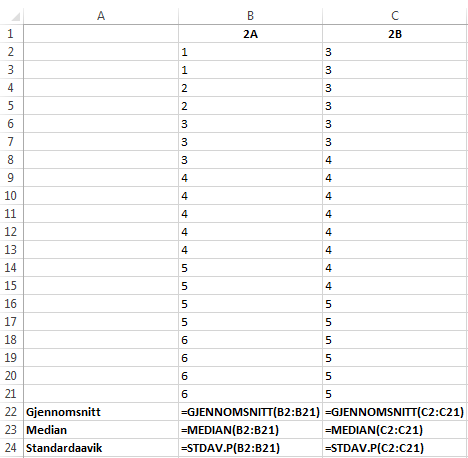 A B C
1 2A 2B
2 1 3
3 1 3
4 2 3
5 2 3
6 3 3
7 3 3
8 3 4
9 4 4
10 4 4
11 4 4
12 4 4
13 4 4
14 5 4
15 5 4
16 5 5
17 5 5
18 6 5
19 6 5
20 6 5
21 6 5
22 Gjennomsnitt =GJENNOMSNITT(B2:B21) =GJENNOMSNITT(C2:C21)
23 Median =MEDIAN(B2:B21) =MEDIAN(C2:C21)
24 Standardaavik =STDAV.P(B2:B21) =STDAV.P(C2:C21)